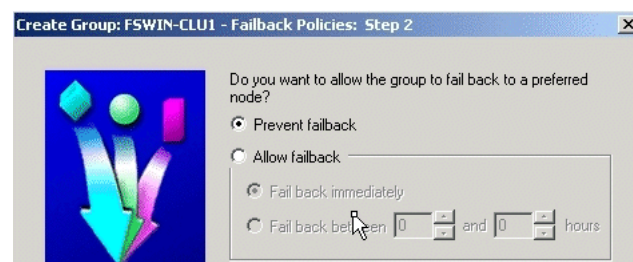 Create Group: FSWIN-CLU1 - Failback Policies: Step 2
Do you want to allow the group to fail back to a preferred
node?
Prevent failback
Allow failback
Fail back immediately
Fail back between 0 and 0 hours